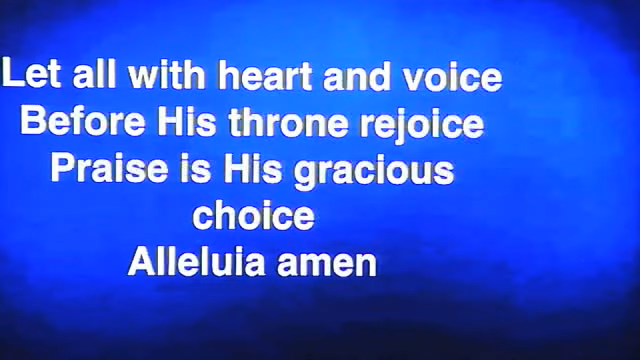 Let all with heart and voice
Before His throne rejoice
Praise is His gracious
choice
Alleluia amen